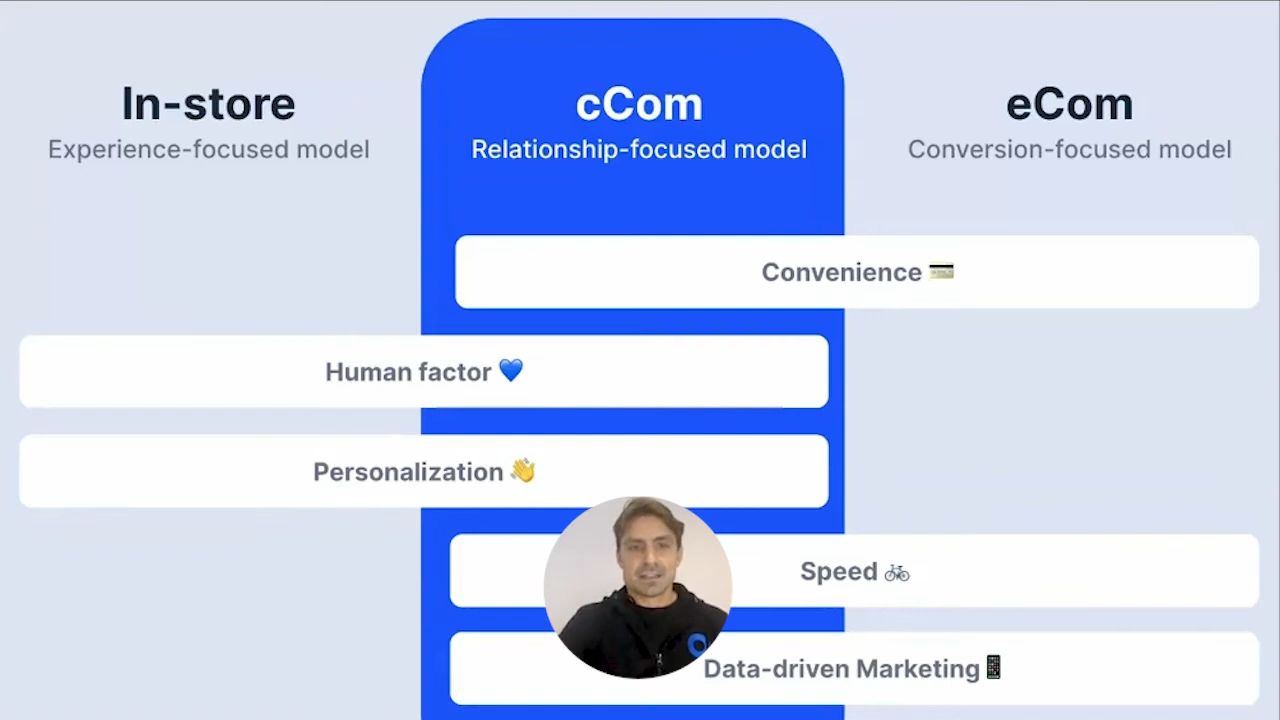 In-store
Experience-focused model
cCom
Relationship-focused model
eCom
Conversion-focused model
Convenience 💳
Human factor 💙
Personalization 👋
Speed 🚲
Data-driven Marketing📱